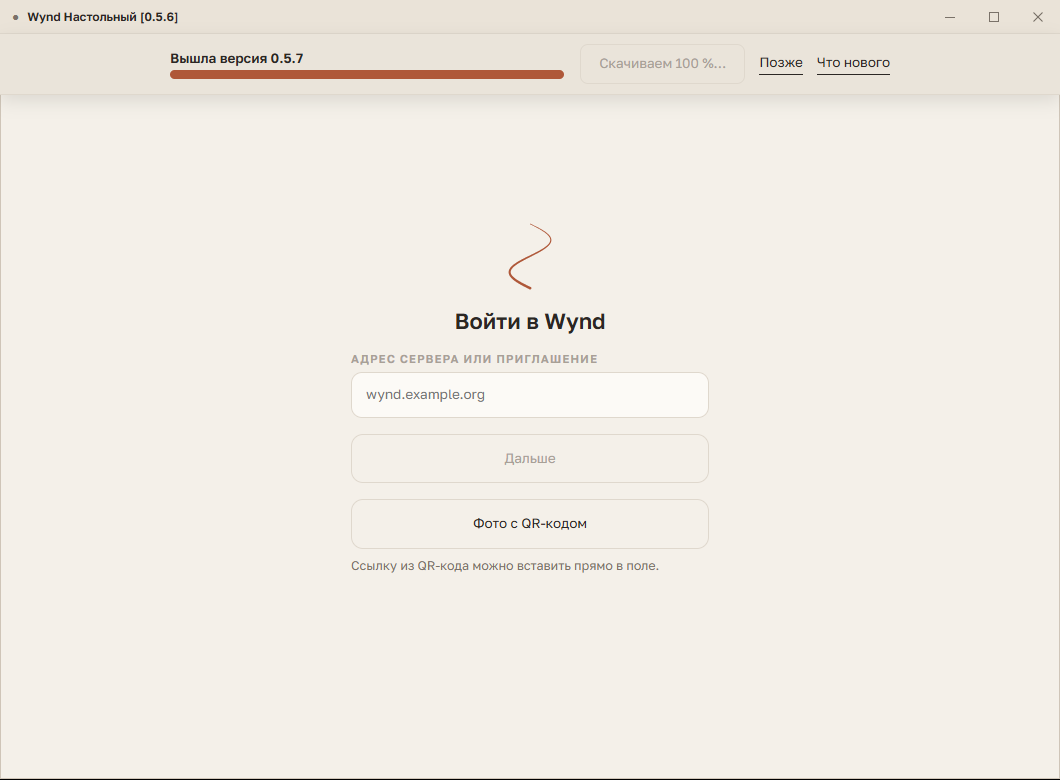 Wynd Настольный [0.5.6]
Вышла версия 0.5.7
Скачиваем 100 %...
Позже
Что нового
Войти в Wynd
АДРЕС СЕРВЕРА ИЛИ ПРИГЛАШЕНИЕ
wynd.example.org
Дальше
Фото с QR-кодом
Ссылку из QR-кода можно вставить прямо в поле.